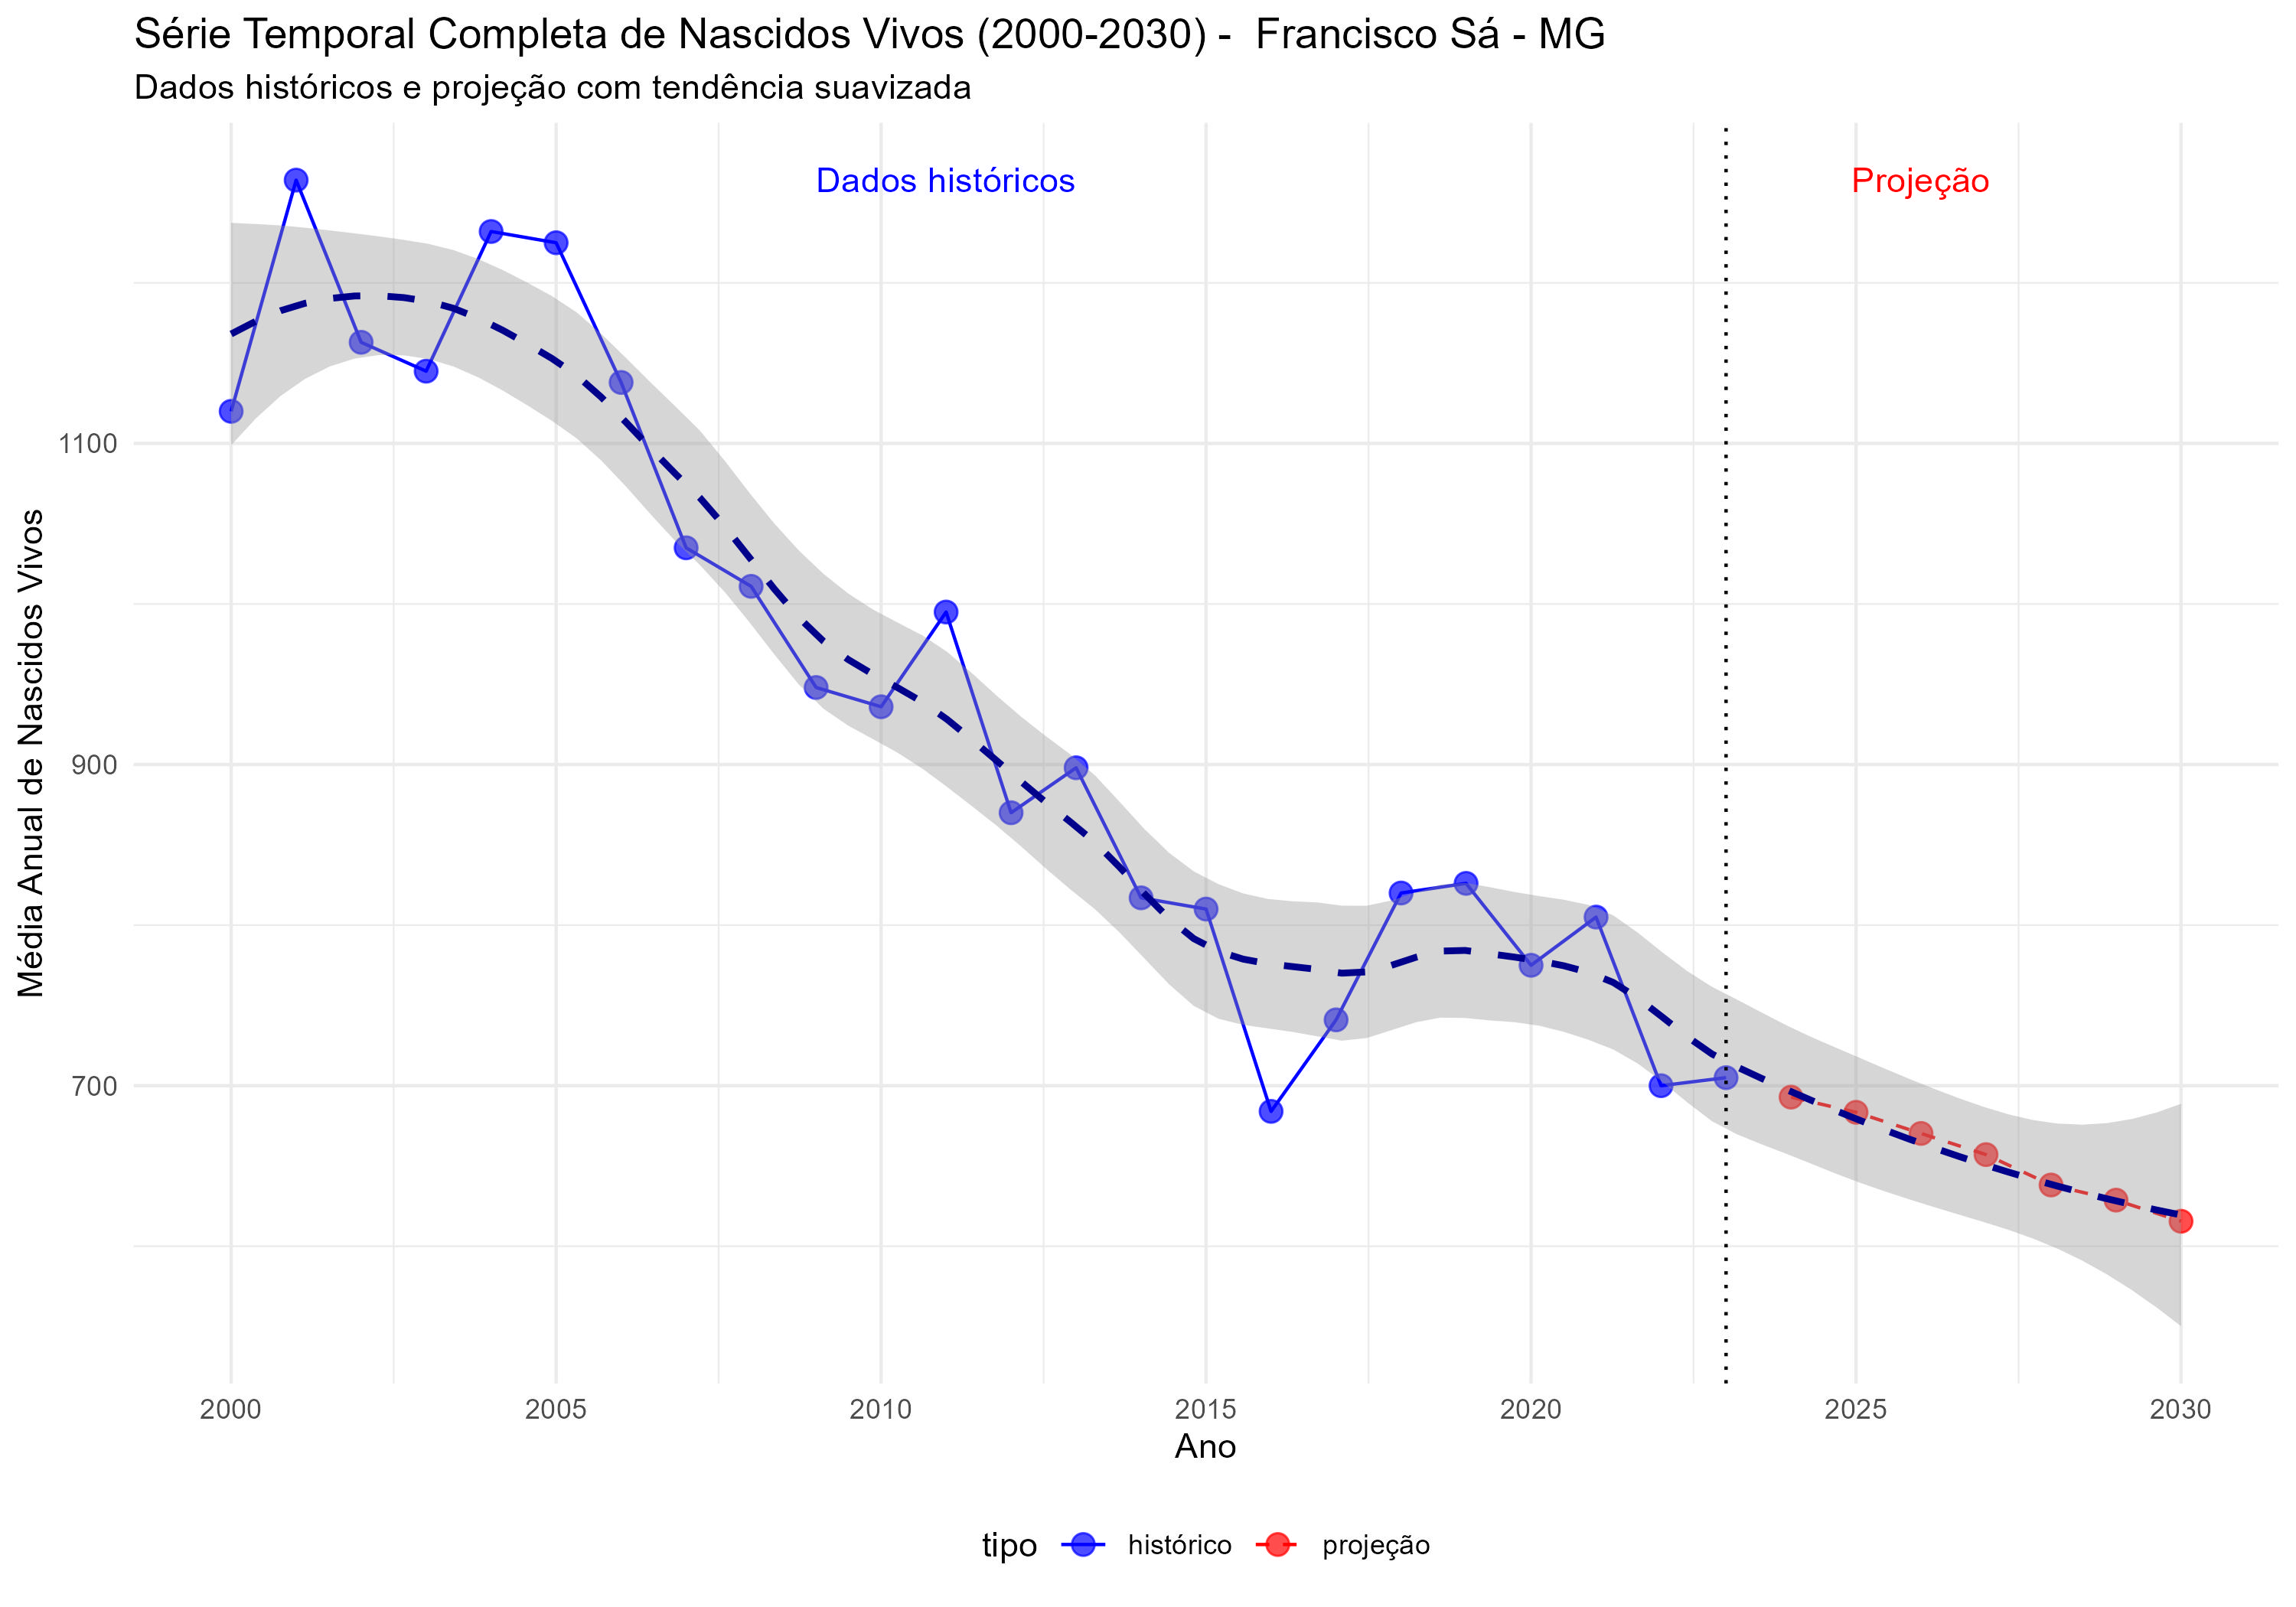 Série Temporal Completa de Nascidos Vivos (2000-2030) -  Francisco Sá - MG
Dados históricos e projeção com tendência suavizada
Dados históricos
Projeção
Média Anual de Nascidos Vivos
1100
900
700
2000
2005
2010
2015
2020
2025
2030
Ano
tipo
histórico
projeção